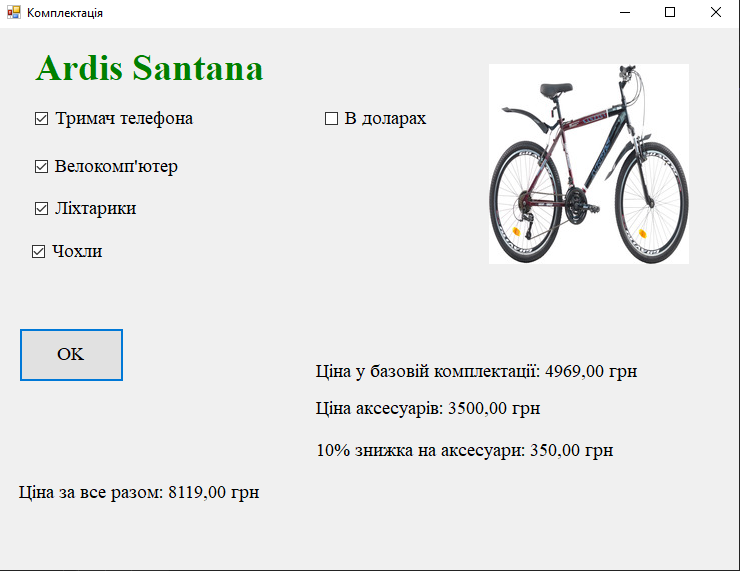 Комплектація
Ardis Santana
Тримач телефона
В доларах
Велокомп'ютер
Ліхтарики
Чохли
OK
Ціна у базовій комплектації: 4969,00 грн
Ціна аксесуарів: 3500,00 грн
10% знижка на аксесуари: 350,00 грн
Ціна за все разом: 8119,00 грн